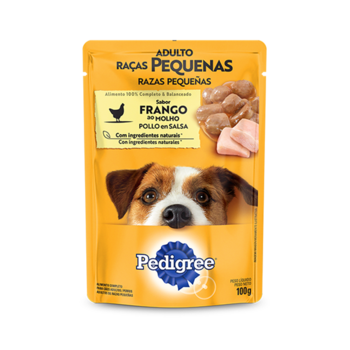 ADULTO
RAÇAS PEQUENAS
RAZAS PEQUEÑAS
Alimento 100% Completo & Balanceado
Sabor
FRANGO
ao MOLHO
POLLO en SALSA
Com ingredientes naturais
Con ingredientes naturales
Pedigree
100g